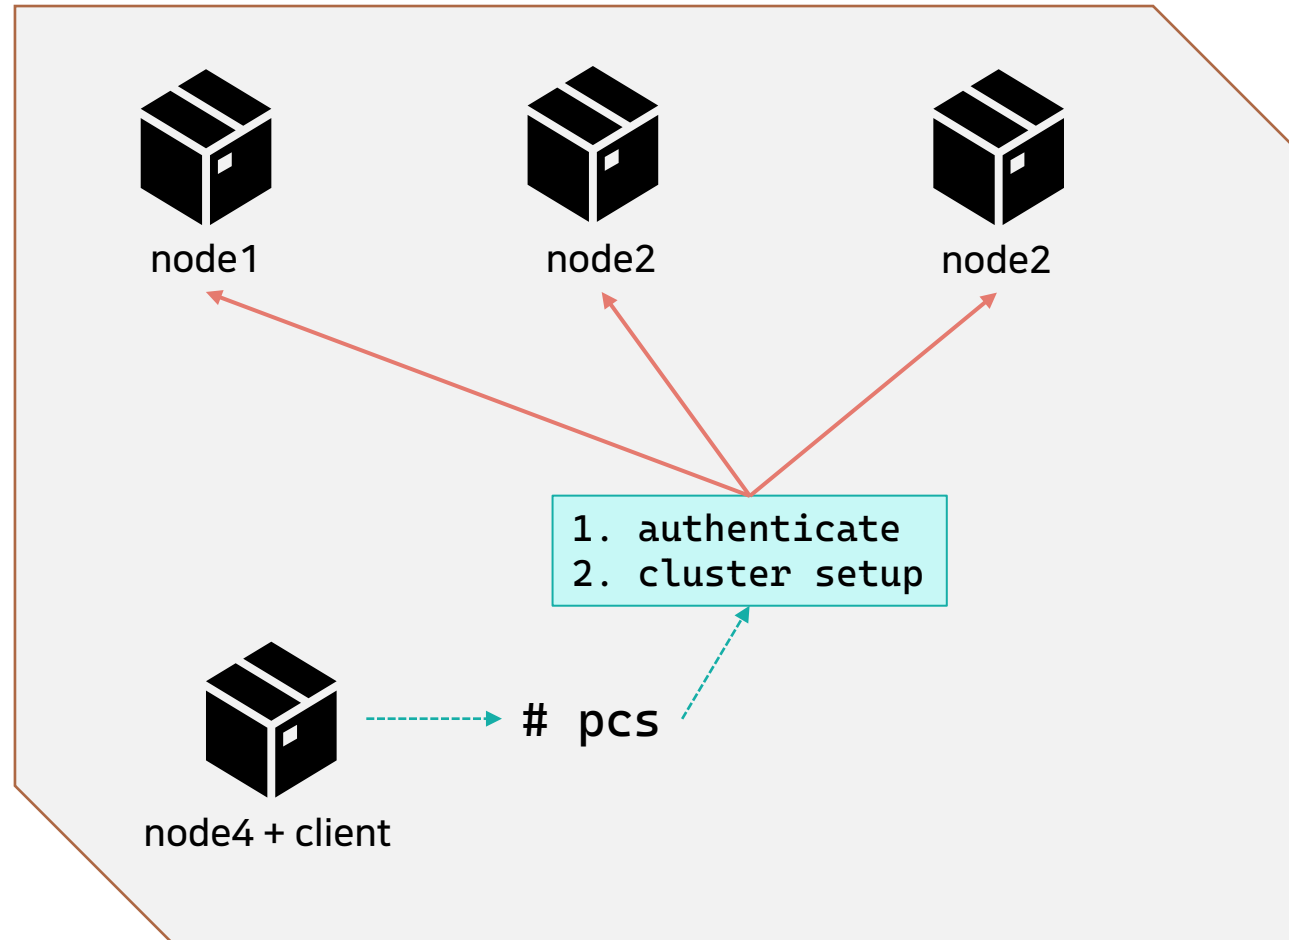 node1
node2
node2
1. authenticate
2. cluster setup
# pcs
node4 + client